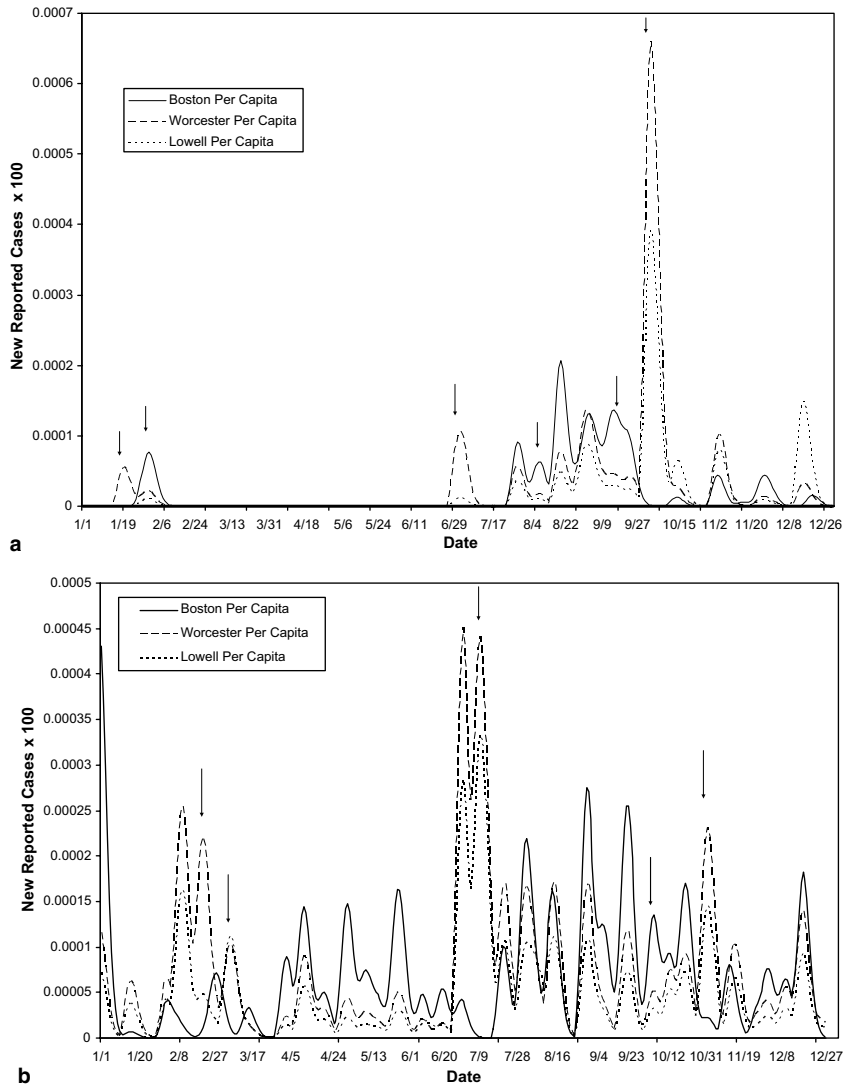 0.0007
0.0006
0.0005
0.0004
0.0003
0.0002
0.0001
0
New Reported Cases x 100
Boston Per Capita
Worcester Per Capita
Lowell Per Capita
1/1 1/19 2/6 2/24 3/13 3/31 4/18 5/6 5/24 6/11 6/29 7/17 8/4 8/22 9/9 9/27 10/15 11/2 11/20 12/8 12/26
Date
a
0.0005
0.00045
0.0004
0.00035
0.0003
0.00025
0.0002
0.00015
0.0001
0.00005
0
New Reported Cases x 100
Boston Per Capita
Worcester Per Capita
Lowell Per Capita
1/1 1/20 2/8 2/27 3/17 4/5 4/24 5/13 6/1 6/20 7/9 7/28 8/16 9/4 9/23 10/12 10/31 11/19 12/8 12/27
Date
b